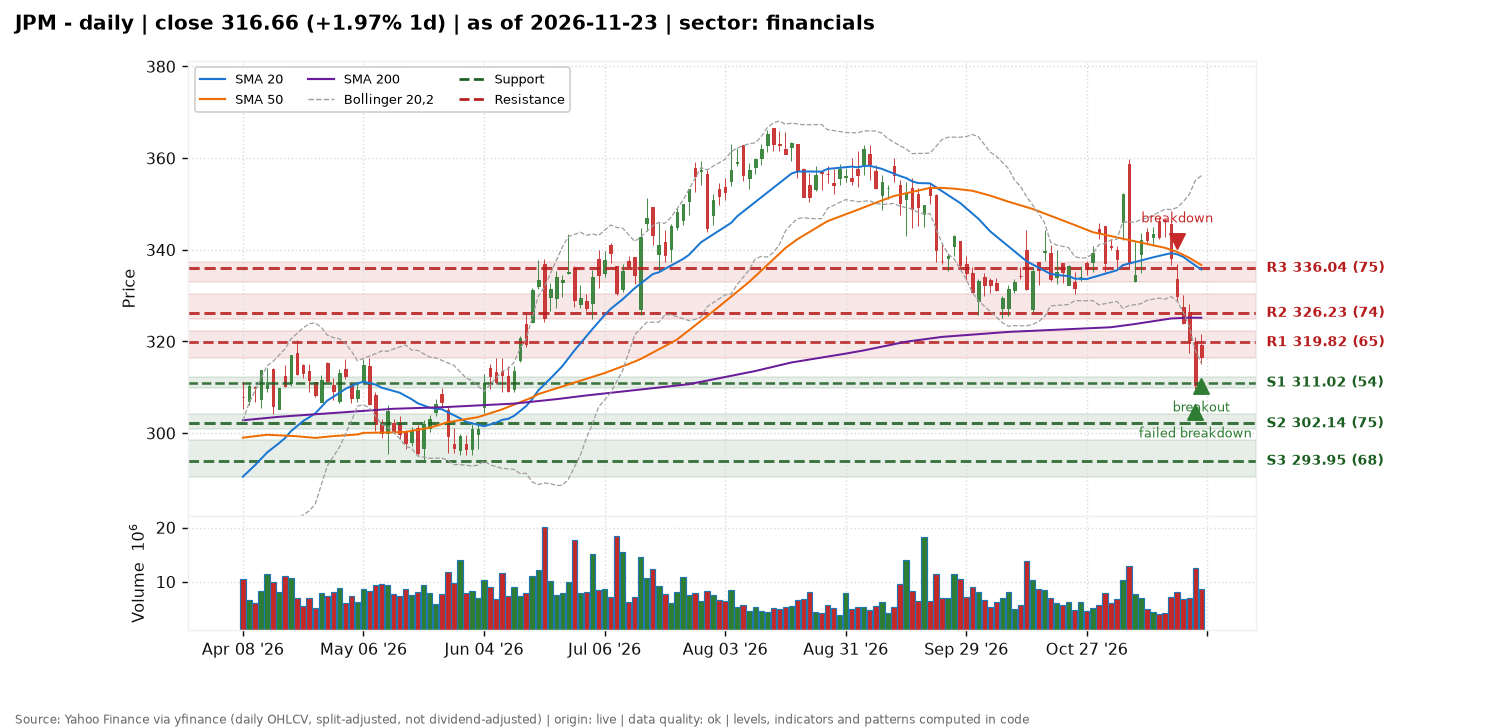 JPM - daily | close 316.66 (+1.97% 1d) | as of 2026-11-23 | sector: financials
SMA 20
SMA 50
SMA 200
Bollinger 20,2
Support
Resistance
Price
380
360
340
320
300
breakdown
breakout
failed breakdown
R3 336.04 (75)
R2 326.23 (74)
R1 319.82 (65)
S1 311.02 (54)
S2 302.14 (75)
S3 293.95 (68)
Volume 10⁶
20
10
Apr 08 '26
May 06 '26
Jun 04 '26
Jul 06 '26
Aug 03 '26
Aug 31 '26
Sep 29 '26
Oct 27 '26
Source: Yahoo Finance via yfinance (daily OHLCV, split-adjusted, not dividend-adjusted) | origin: live | data quality: ok | levels, indicators and patterns computed in code